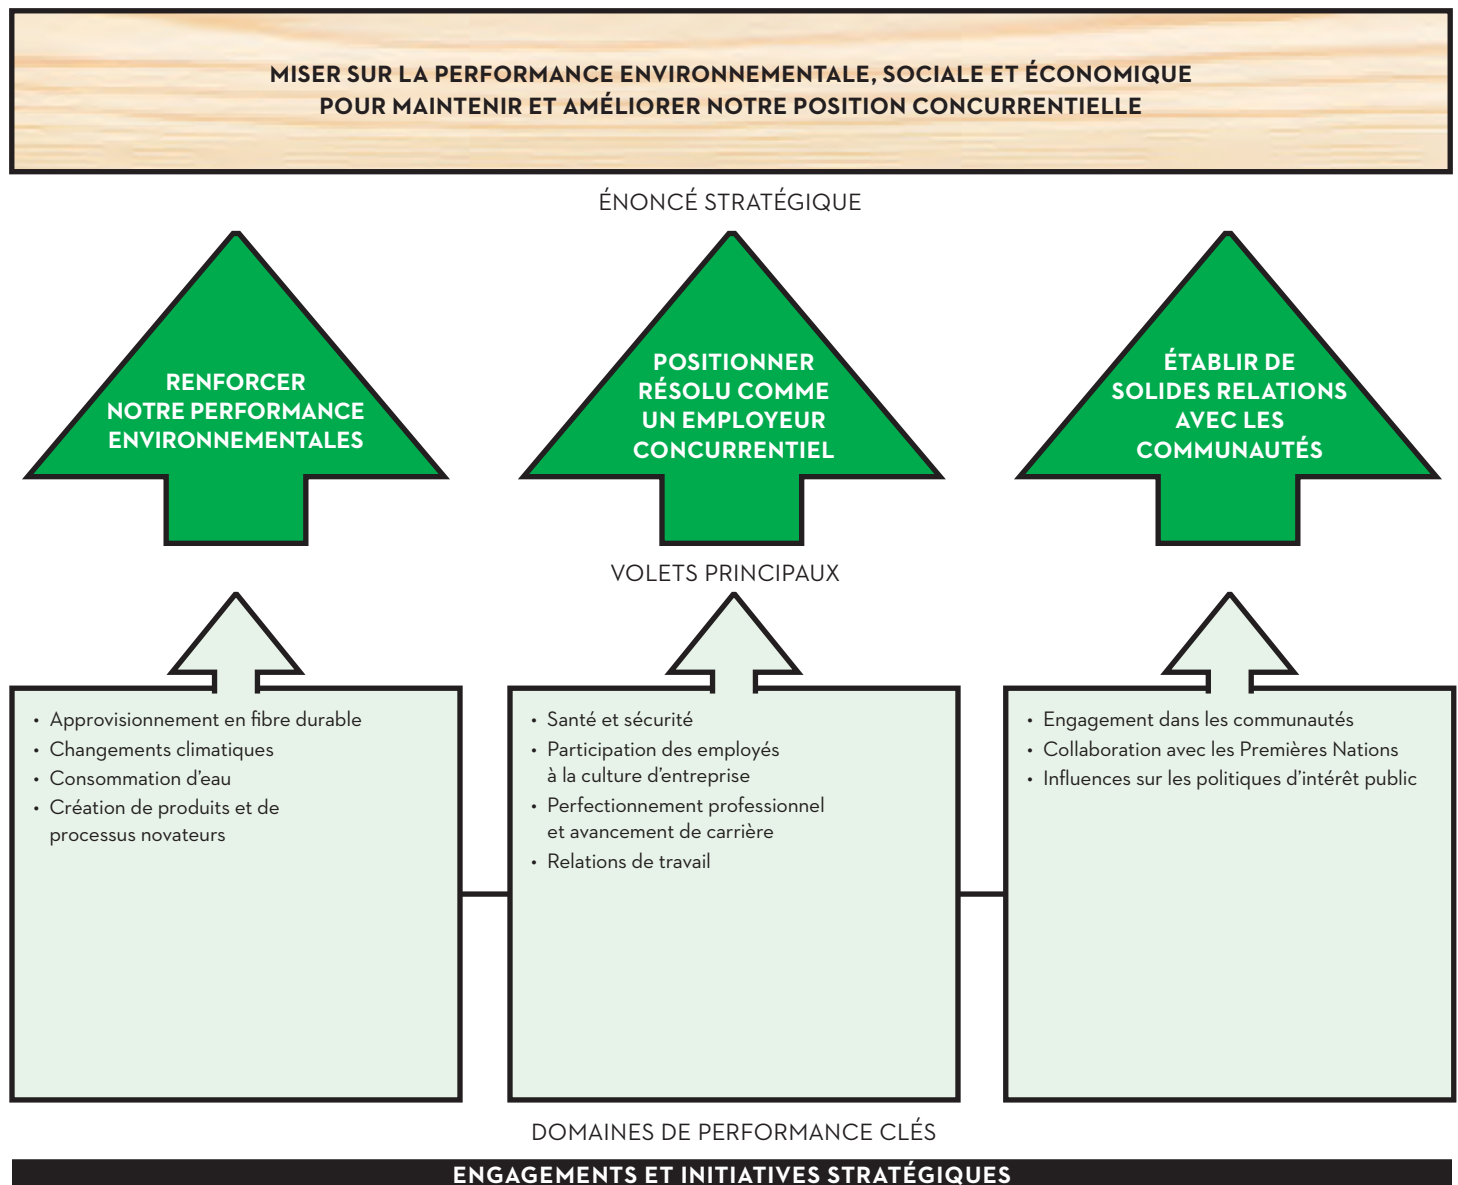 MISER SUR LA PERFORMANCE ENVIRONNEMENTALE, SOCIALE ET ÉCONOMIQUE
POUR MAINTENIR ET AMÉLIORER NOTRE POSITION CONCURRENTIELLE
ÉNONCÉ STRATÉGIQUE
RENFORCER
NOTRE PERFORMANCE
ENVIRONNEMENTALES
POSITIONNER
RÉSOLU COMME
UN EMPLOYEUR
CONCURRENTIEL
ÉTABLIR DE
SOLIDES RELATIONS
AVEC LES
COMMUNAUTÉS
VOLETS PRINCIPAUX
• Approvisionnement en fibre durable
• Changements climatiques
• Consommation d'eau
• Création de produits et de
processus novateurs
• Santé et sécurité
• Participation des employés
à la culture d'entreprise
• Perfectionnement professionnel
et avancement de carrière
• Relations de travail
• Engagement dans les communautés
• Collaboration avec les Premières Nations
• Influences sur les politiques d'intérêt public
DOMAINES DE PERFORMANCE CLÉS
ENGAGEMENTS ET INITIATIVES STRATÉGIQUES